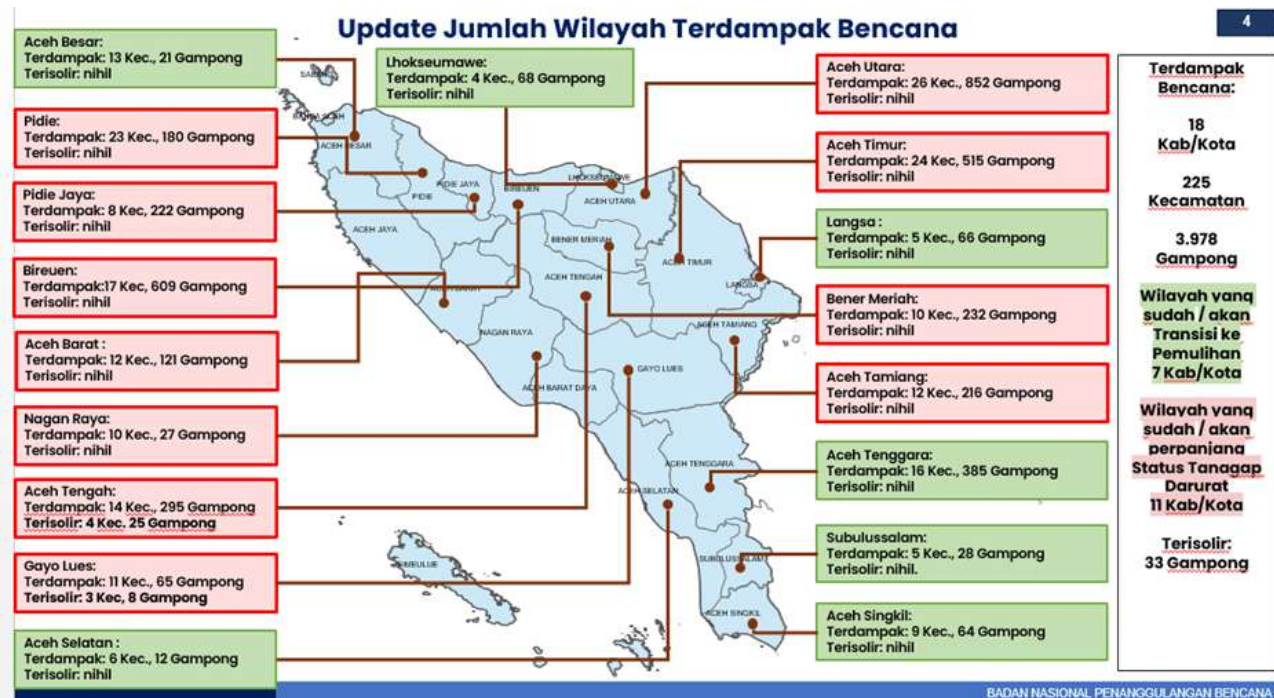 Update Jumlah Wilayah Terdampak Bencana
4
Aceh Besar:
Terdampak: 13 Kec., 21 Gampong
Terisolir: nihil
Pidie:
Terdampak: 23 Kec., 180 Gampong
Terisolir: nihil
Pidie Jaya:
Terdampak: 8 Kec, 222 Gampong
Terisolir: nihil
Bireuen:
Terdampak:17 Kec, 609 Gampong
Terisolir: nihil
Aceh Barat :
Terdampak: 12 Kec., 121 Gampong
Terisolir: nihil
Nagan Raya:
Terdampak: 10 Kec., 27 Gampong
Terisolir: nihil
Aceh Tengah:
Terdampak: 14 Kec., 295 Gampong
Terisolir: 4 Kec. 25 Gampong
Gayo Lues:
Terdampak: 11 Kec., 65 Gampong
Terisolir: 3 Kec, 8 Gampong
Aceh Selatan :
Terdampak: 6 Kec., 12 Gampong
Terisolir: nihil
Lhokseumawe:
Terdampak: 4 Kec., 68 Gampong
Terisolir: nihil
ACEH BESAR
PIDIE
PIDIE JAYA
BIREUEN
LHOKSEUMAWE
ACEH UTARA
ACEH JAYA
BENER MERIAH
ACEH TIMUR
ACEH TENGAH
LANGSA
ACEH BARAT
NAGAN RAYA
ACEH TAMIANG
GAYO LUES
ACEH BARAT DAYA
ACEH TENGGARA
ACEH SELATAN
SIMEULUE
SUBULUSSALAM
ACEH SINGKIL
Aceh Utara:
Terdampak: 26 Kec., 852 Gampong
Terisolir: nihil
Aceh Timur:
Terdampak: 24 Kec, 515 Gampong
Terisolir: nihil
Langsa :
Terdampak: 5 Kec., 66 Gampong
Terisolir: nihil
Bener Meriah:
Terdampak: 10 Kec., 232 Gampong
Terisolir: nihil
Aceh Tamiang:
Terdampak: 12 Kec., 216 Gampong
Terisolir: nihil
Aceh Tenggara:
Terdampak: 16 Kec., 385 Gampong
Terisolir: nihil
Subulussalam:
Terdampak: 5 Kec., 28 Gampong
Terisolir: nihil.
Aceh Singkil:
Terdampak: 9 Kec., 64 Gampong
Terisolir: nihil
Terdampak
Bencana:
18
Kab/Kota
225
Kecamatan
3.978
Gampong
Wilayah yang
sudah / akan
Transisi ke
Pemulihan
7 Kab/Kota
Wilayah yang
sudah / akan
perpanjang
Status Tanagap
Darurat
11 Kab/Kota
Terisolir:
33 Gampong
BADAN NASIONAL PENANGGULANGAN BENCANA